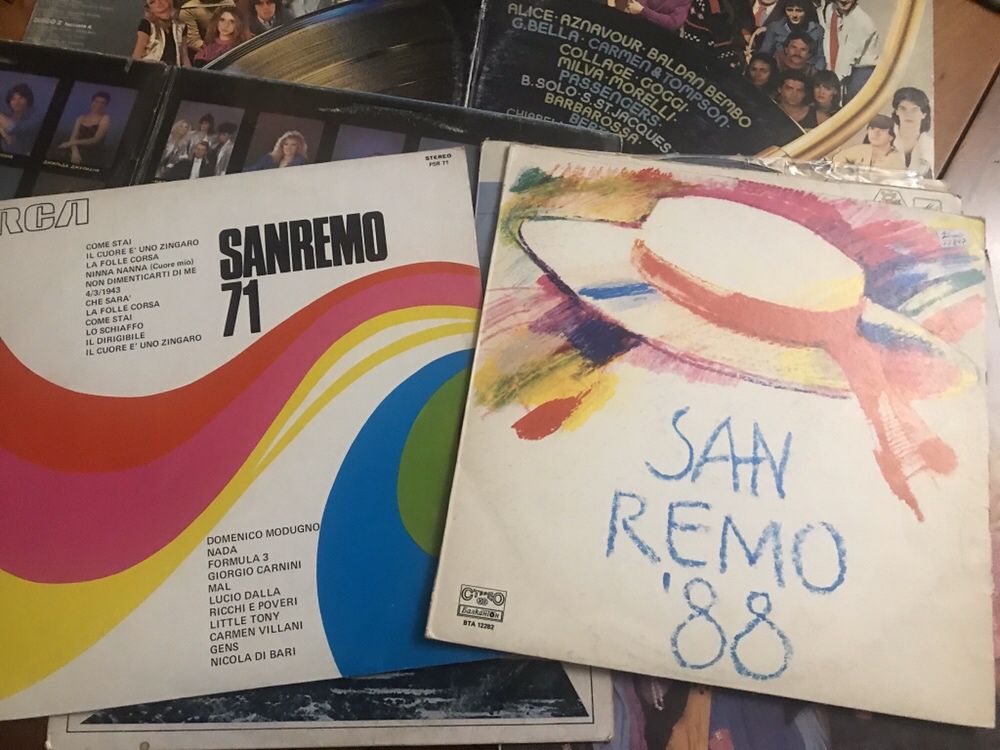 ALICE·AZNAVOUR·BALDAN BEMBO
G.BELLA·CARMEN & TOMPSON·
COLLAGE·GOGGI
MILVA·MORELLI·
PASSENGERS·
B.SOLO·S.ST.JACQUES
BARBAROSSA·
RCA
STEREO
PSR 71
COME STAI
IL CUORE E' UNO ZINGARO
LA FOLLE CORSA
NINNA NANNA (Cuore mio)
NON DIMENTICARTI DI ME
4/3/1943
CHE SARA'
LA FOLLE CORSA
COME STAI
LO SCHIAFFO
IL DIRIGIBILE
IL CUORE E' UNO ZINGARO
SANREMO
71
DOMENICO MODUGNO
NADA
FORMULA 3
GIORGIO CARNINI
MAL
LUCIO DALLA
RICCHI E POVERI
LITTLE TONY
CARMEN VILLANI
GENS
NICOLA DI BARI
SAN
REMO
'88
СТЕРЕО
Балкантон
BTA 12282